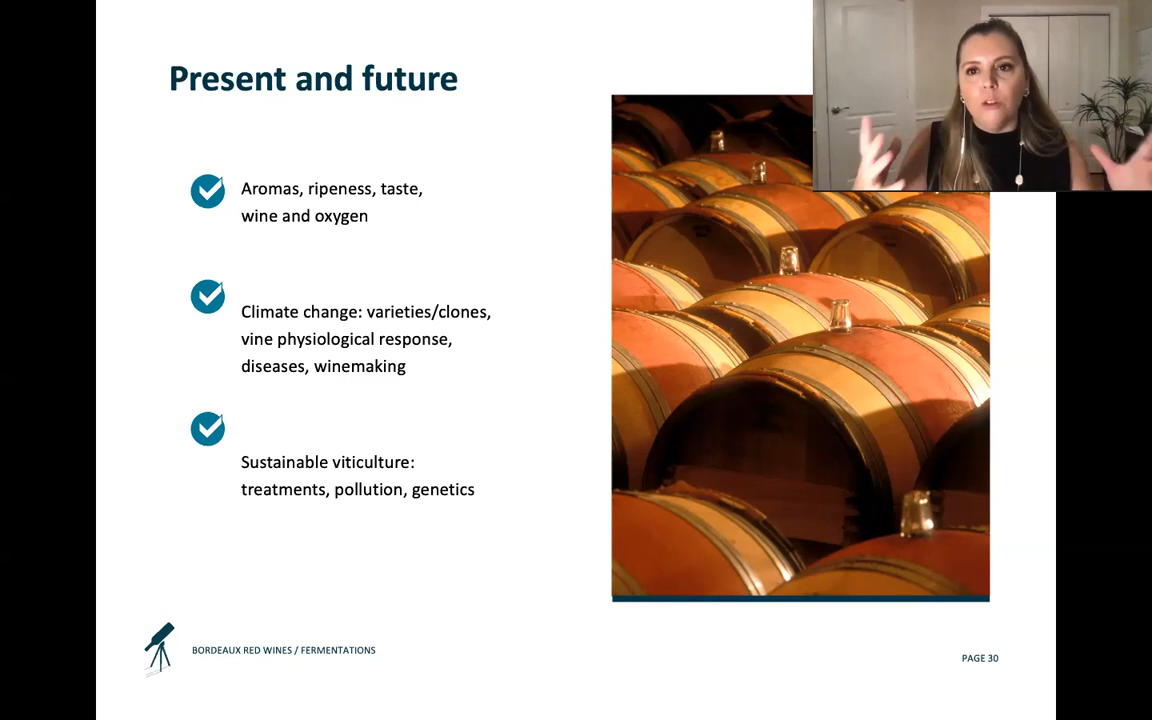 Present and future
Aromas, ripeness, taste,
wine and oxygen
Climate change: varieties/clones,
vine physiological response,
diseases, winemaking
Sustainable viticulture:
treatments, pollution, genetics
BORDEAUX RED WINES / FERMENTATIONS
PAGE 30